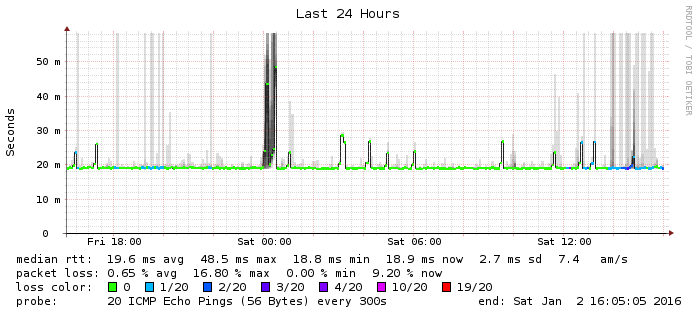 Last 24 Hours
RRDTOOL / TOBI OETIKER
Seconds
50 m
40 m
30 m
20 m
10 m
0
Fri 18:00 Sat 00:00 Sat 06:00 Sat 12:00
median rtt: 19.6 ms avg 48.5 ms max 18.8 ms min 18.9 ms now 2.7 ms sd 7.4 am/s
packet loss: 0.65 % avg 16.80 % max 0.00 % min 9.20 % now
loss color: 0 1/20 2/20 3/20 4/20 10/20 19/20
probe: 20 ICMP Echo Pings (56 Bytes) every 300s end: Sat Jan 2 16:05:05 2016